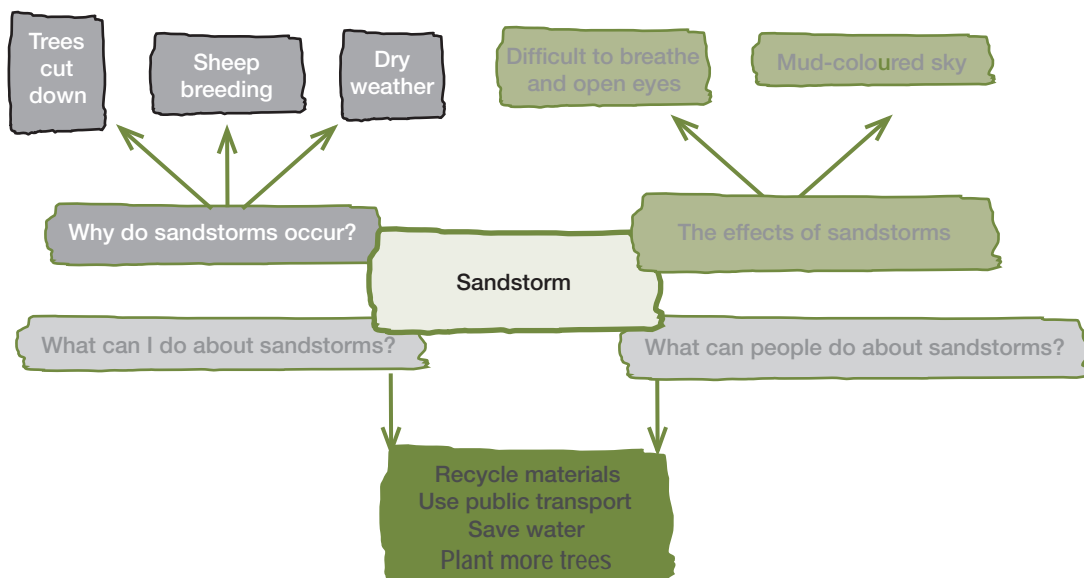 Trees
cut
down
Sheep
breeding
Dry
weather
Difficult to breathe
and open eyes
Mud-coloured sky
Why do sandstorms occur?
The effects of sandstorms
Sandstorm
What can I do about sandstorms?
What can people do about sandstorms?
Recycle materials
Use public transport
Save water
Plant more trees